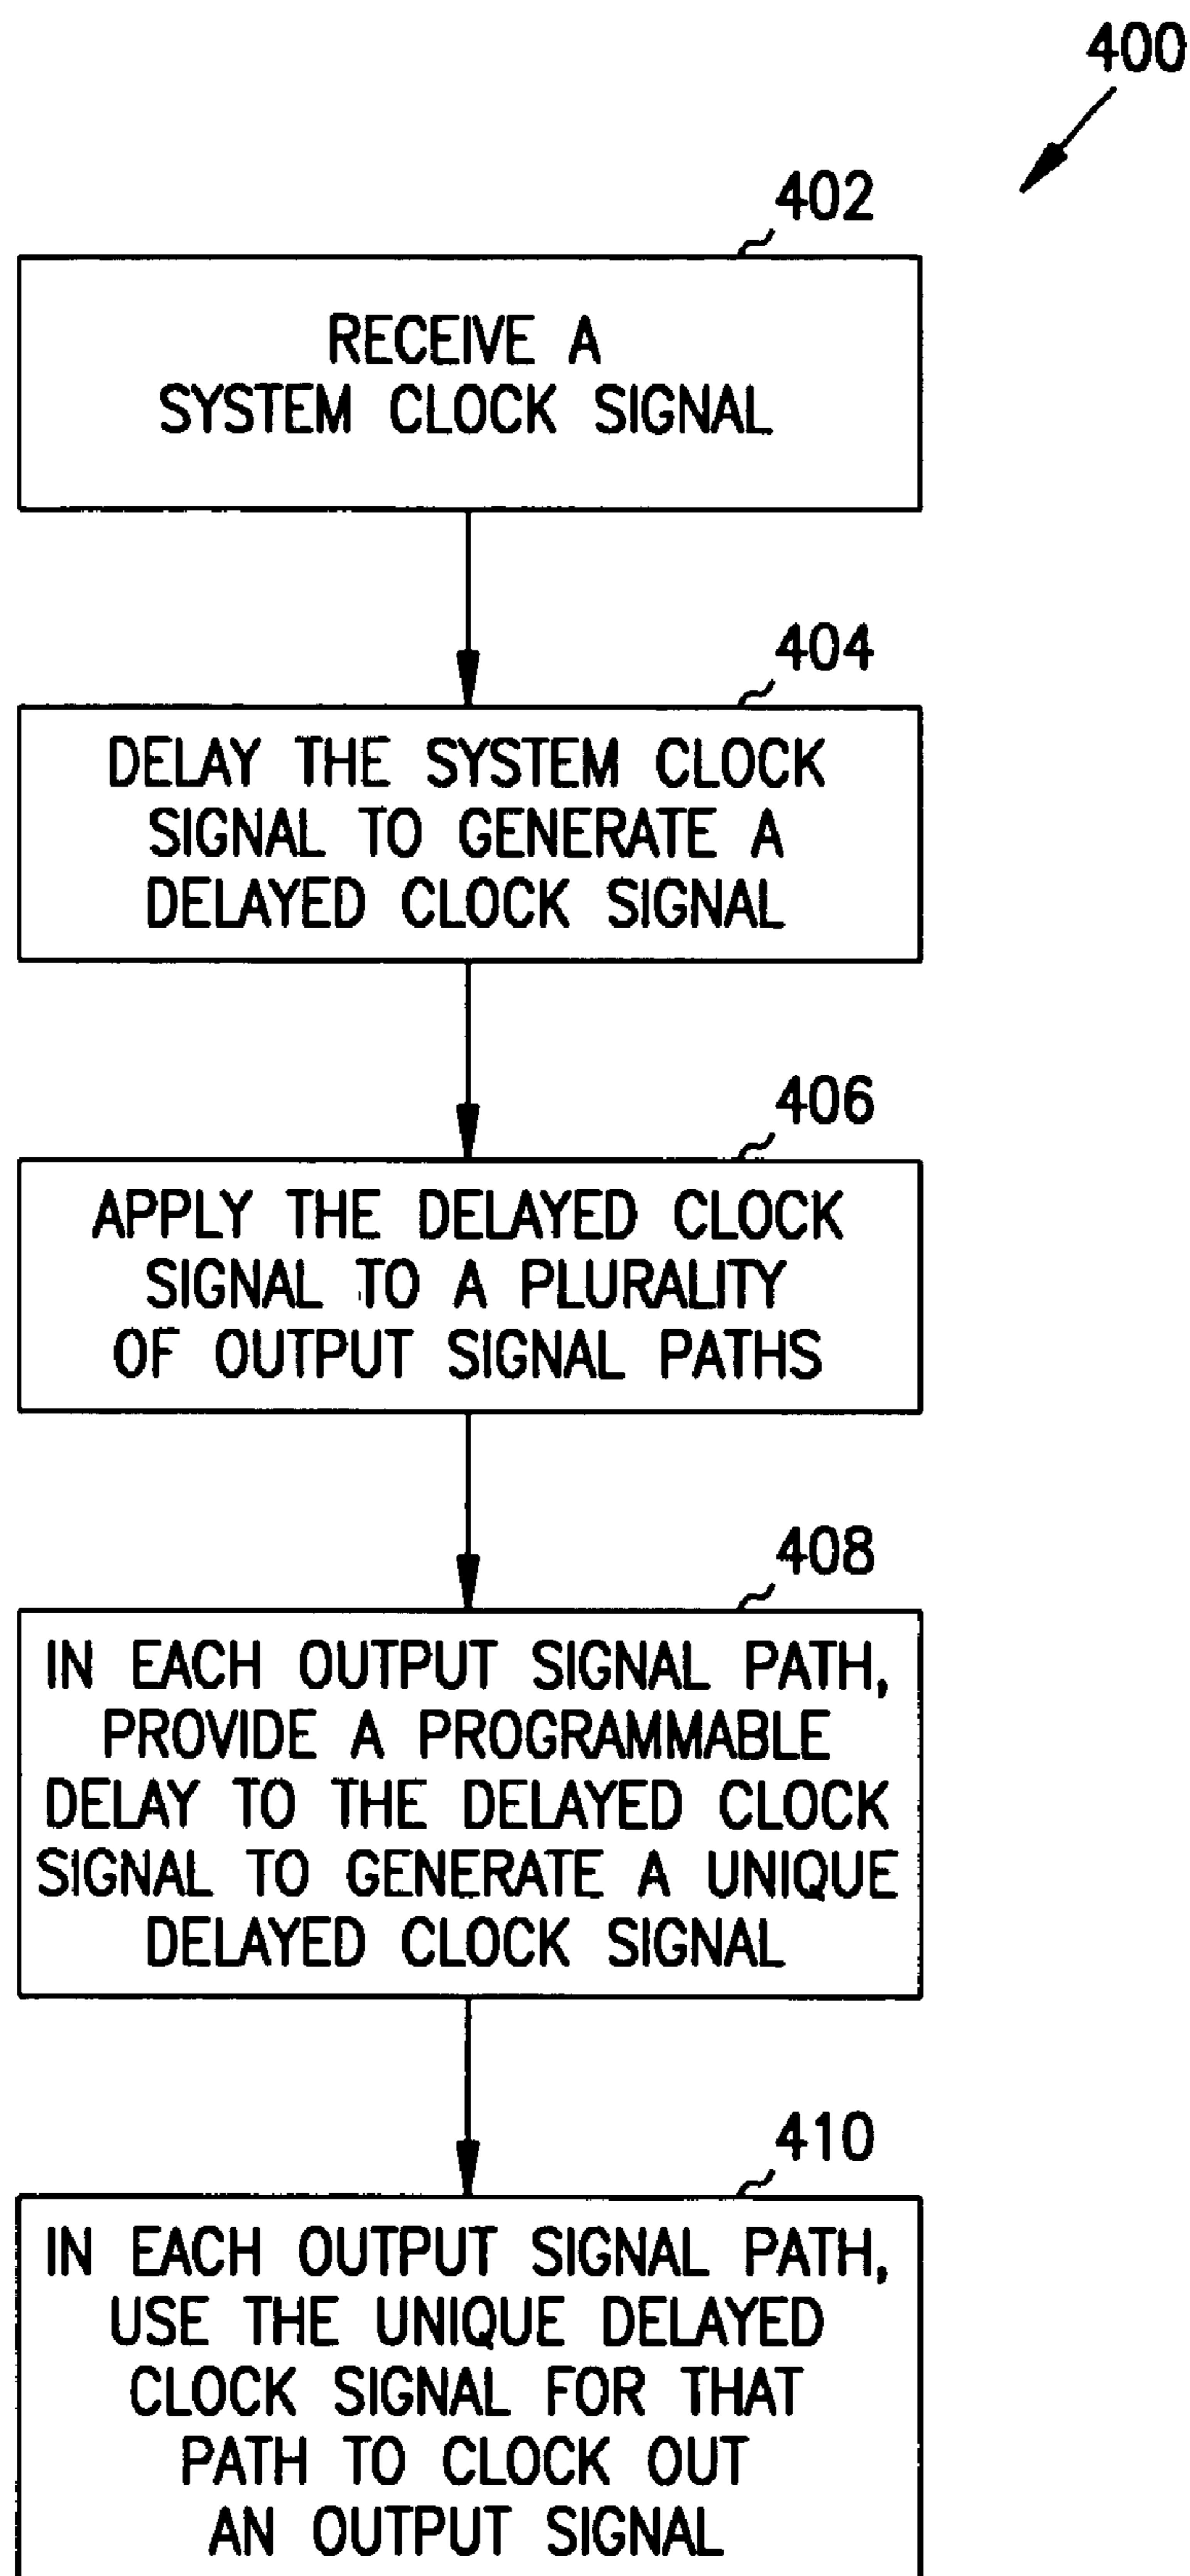 400
402
RECEIVE A
SYSTEM CLOCK SIGNAL
404
DELAY THE SYSTEM CLOCK
SIGNAL TO GENERATE A
DELAYED CLOCK SIGNAL
406
APPLY THE DELAYED CLOCK
SIGNAL TO A PLURALITY
OF OUTPUT SIGNAL PATHS
408
IN EACH OUTPUT SIGNAL PATH,
PROVIDE A PROGRAMMABLE
DELAY TO THE DELAYED CLOCK
SIGNAL TO GENERATE A UNIQUE
DELAYED CLOCK SIGNAL
410
IN EACH OUTPUT SIGNAL PATH,
USE THE UNIQUE DELAYED
CLOCK SIGNAL FOR THAT
PATH TO CLOCK OUT
AN OUTPUT SIGNAL